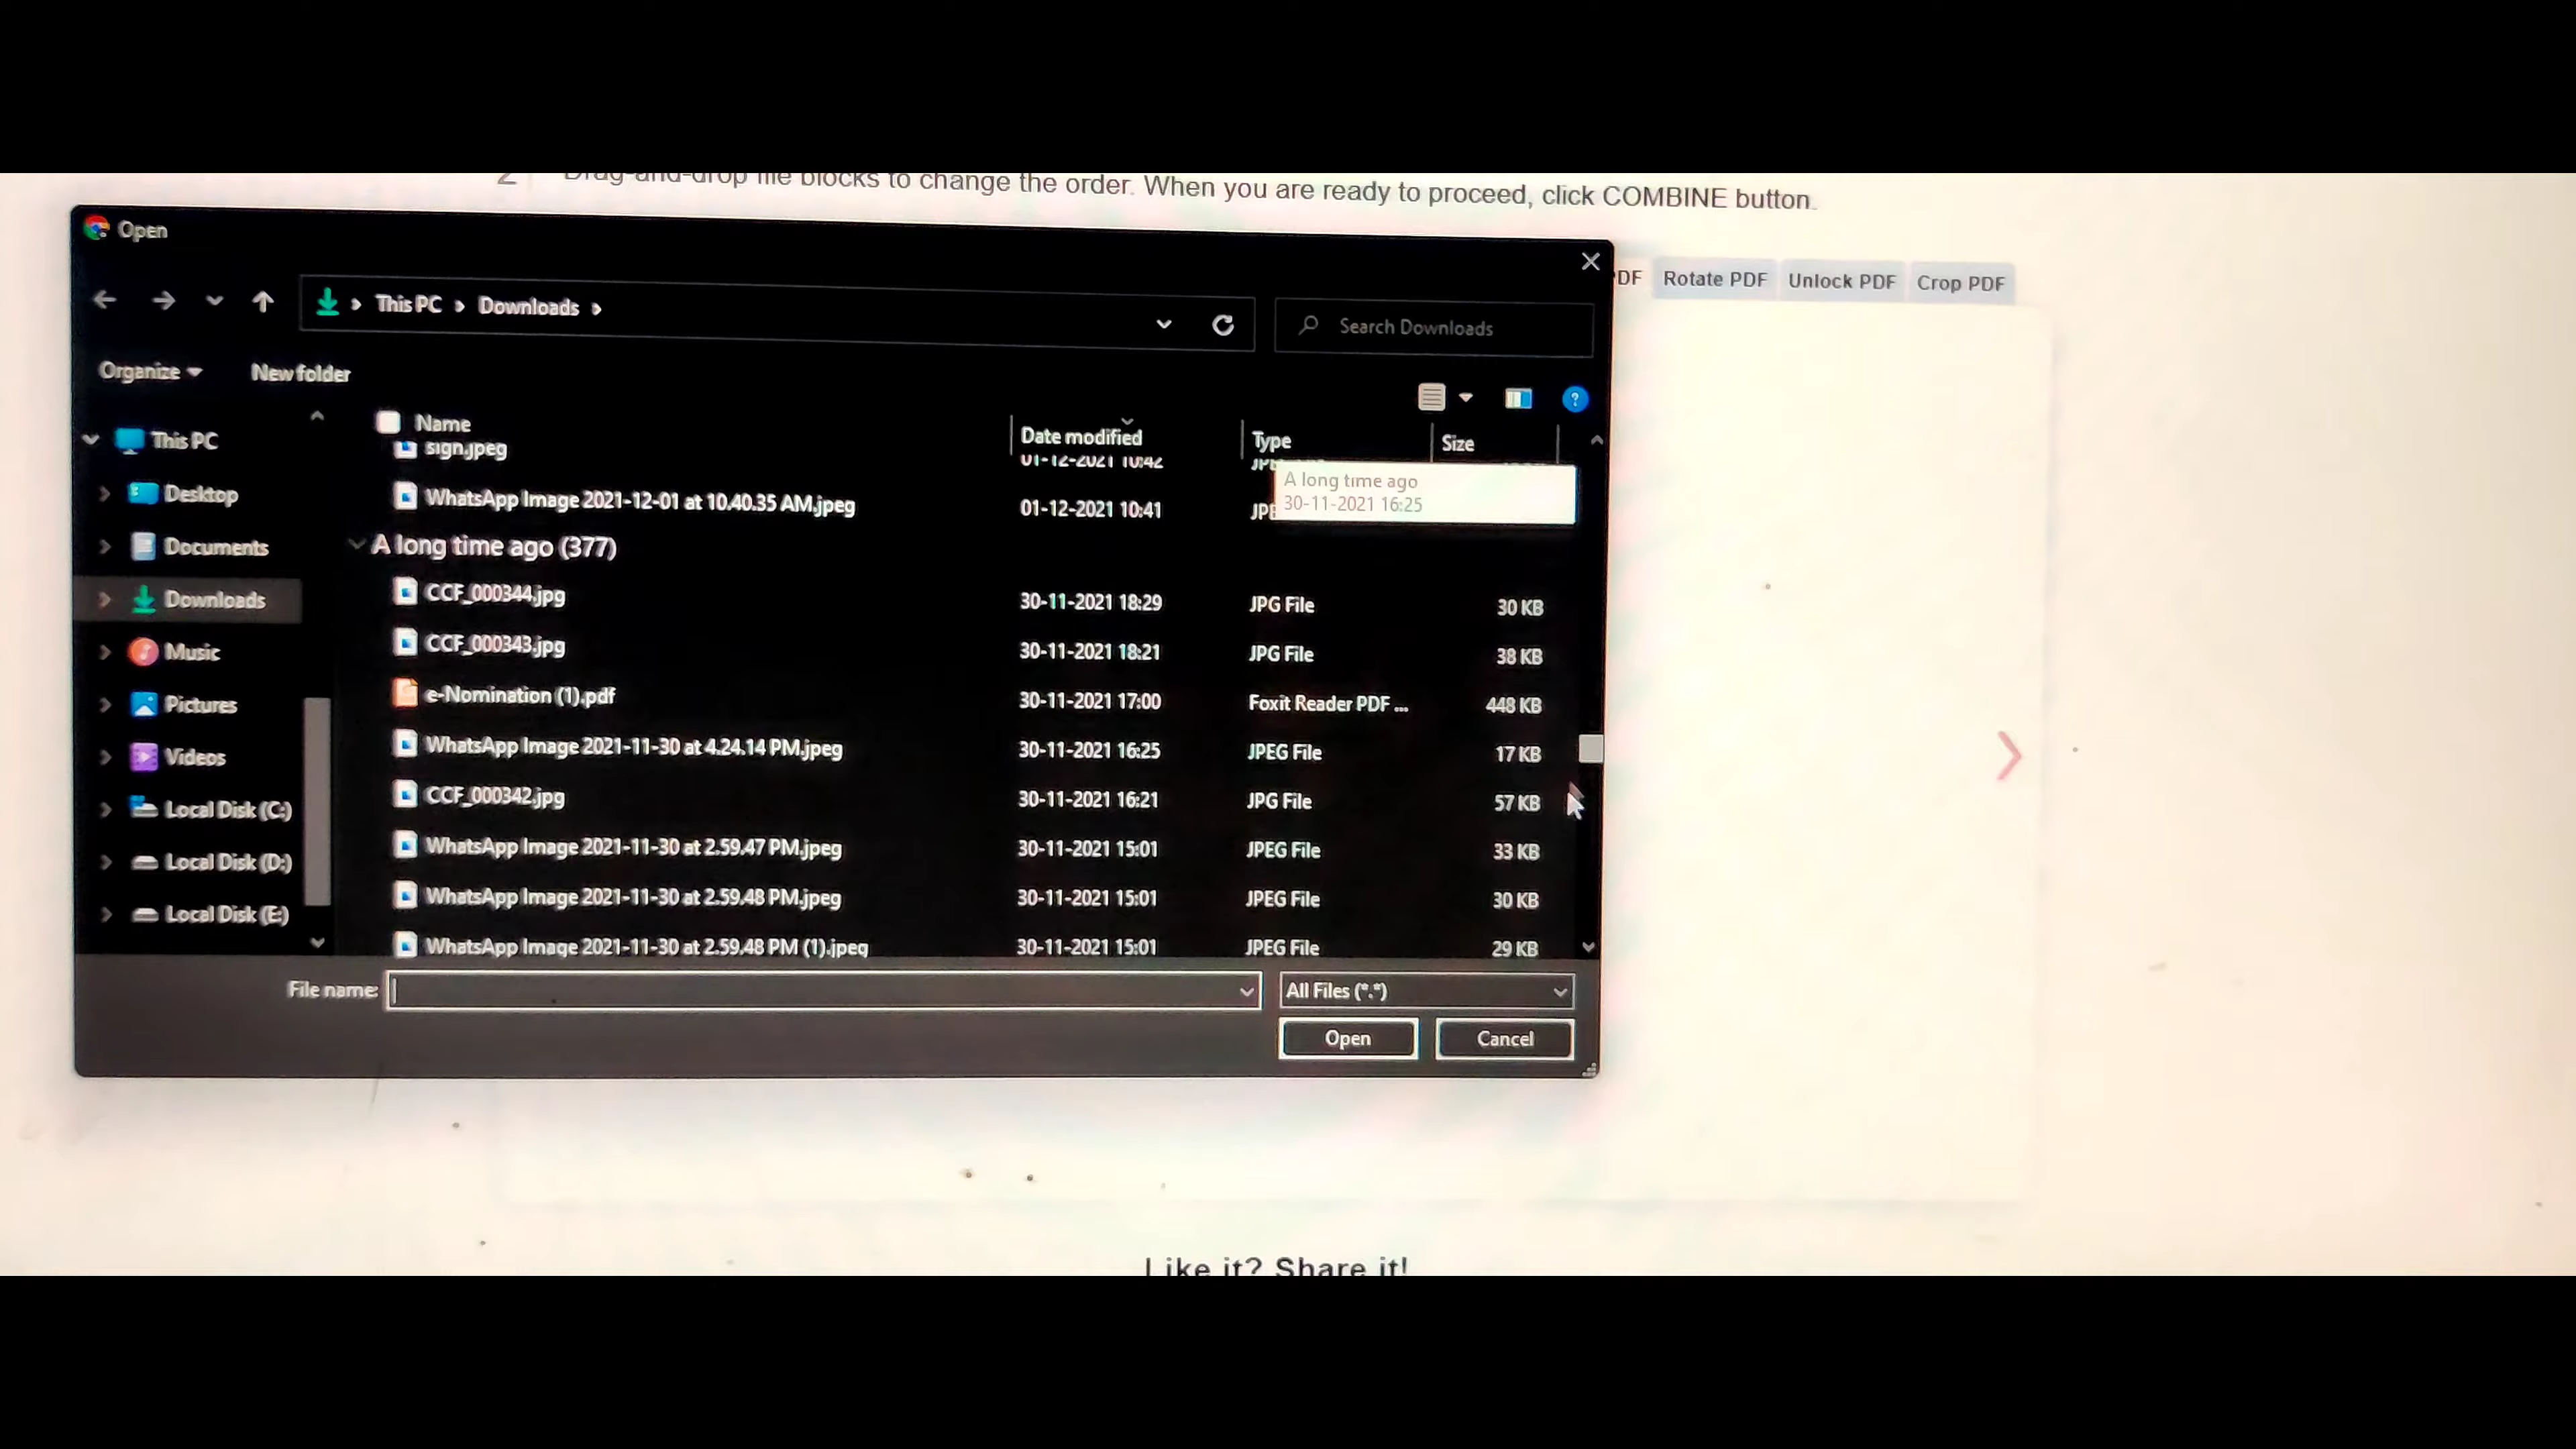 2 Drag-and-drop file blocks to change the order. When you are ready to proceed, click COMBINE button.
Open
DF Rotate PDF Unlock PDF Crop PDF
This PC Downloads
Search Downloads
Organize New folder
Name Date modified Type Size
sign.jpeg 01-12-2021 10:42
A long time ago
30-11-2021 16:25
WhatsApp Image 2021-12-01 at 10.40.35 AM.jpeg 01-12-2021 10:41 JPE
A long time ago (377)
CCF_000344.jpg 30-11-2021 18:29 JPG File 30 KB
CCF_000343.jpg 30-11-2021 18:21 JPG File 38 KB
e-Nomination (1).pdf 30-11-2021 17:00 Foxit Reader PDF ... 448 KB
WhatsApp Image 2021-11-30 at 4.24.14 PM.jpeg 30-11-2021 16:25 JPEG File 17 KB
CCF_000342.jpg 30-11-2021 16:21 JPG File 57 KB
WhatsApp Image 2021-11-30 at 2.59.47 PM.jpeg 30-11-2021 15:01 JPEG File 33 KB
WhatsApp Image 2021-11-30 at 2.59.48 PM.jpeg 30-11-2021 15:01 JPEG File 30 KB
WhatsApp Image 2021-11-30 at 2.59.48 PM (1).jpeg 30-11-2021 15:01 JPEG File 29 KB
This PC
Desktop
Documents
Downloads
Music
Pictures
Videos
Local Disk (C:)
Local Disk (D:)
Local Disk (E:)
File name: All Files (*.*)
Open Cancel
Like it? Share it!